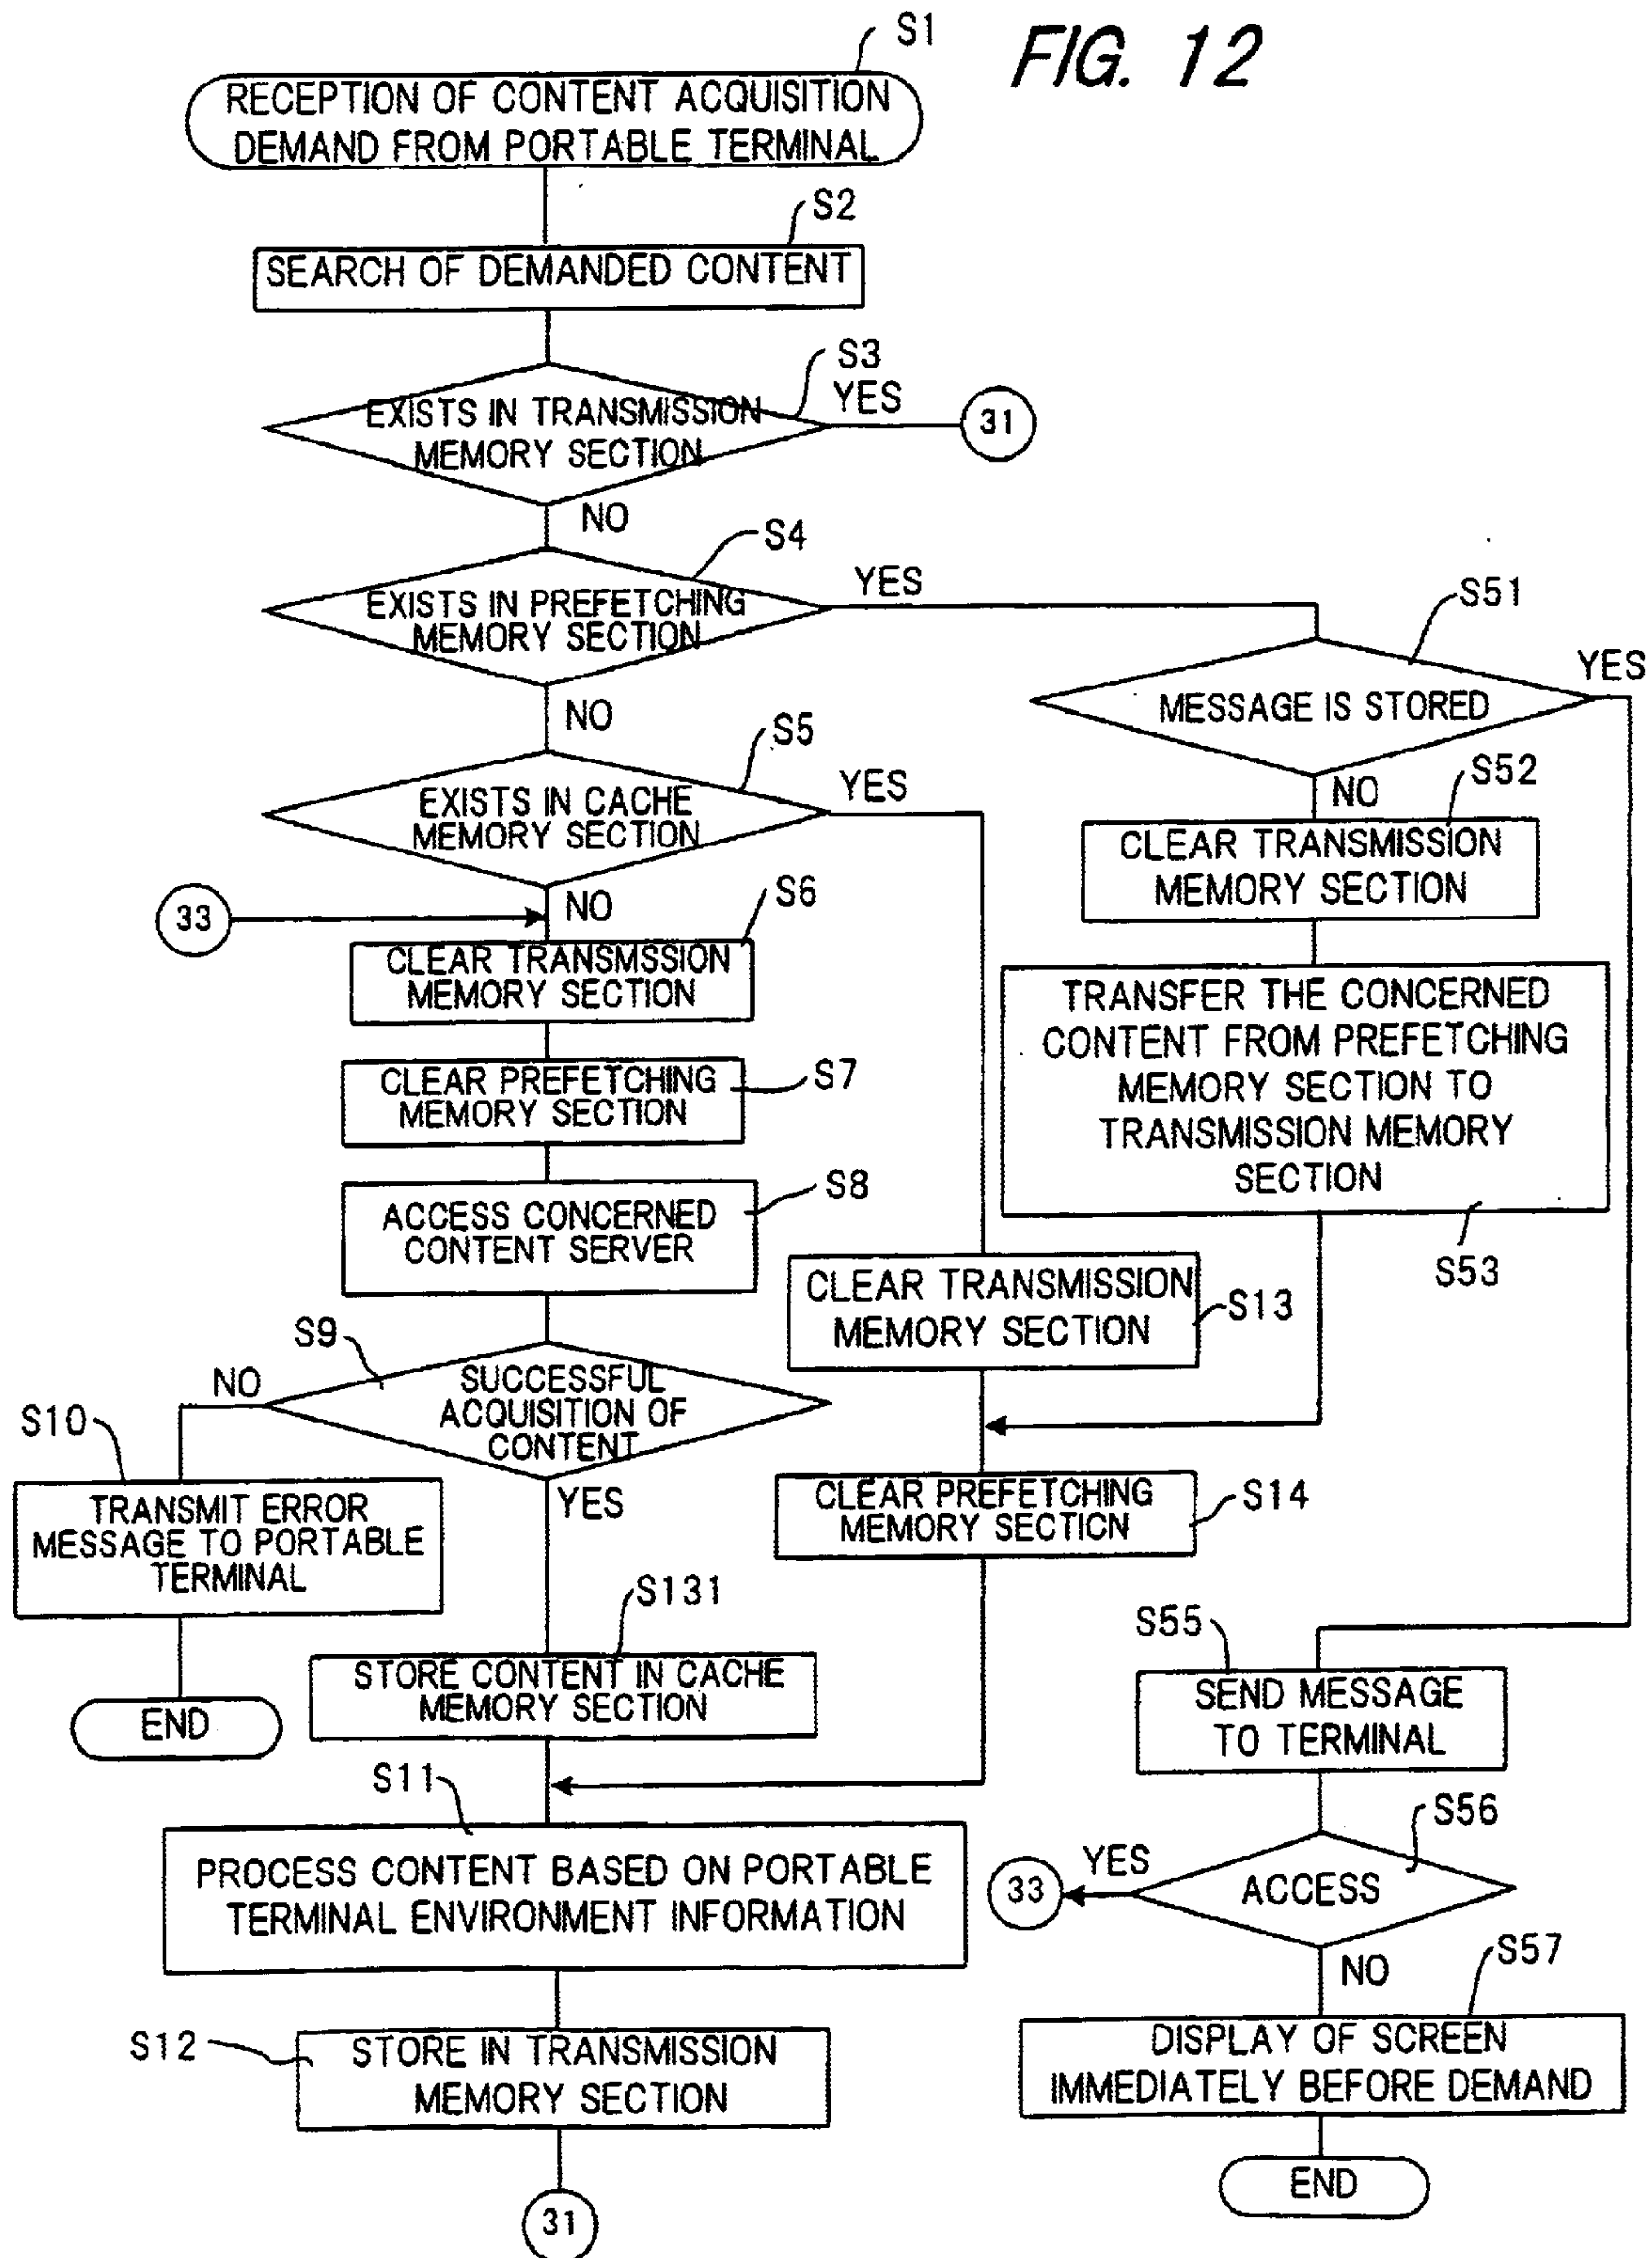 FIG. 12
S1
RECEPTION OF CONTENT ACQUISITION
DEMAND FROM PORTABLE TERMINAL
S2
SEARCH OF DEMANDED CONTENT
S3
EXISTS IN TRANSMISSION
MEMORY SECTION
YES
31
NO
S4
EXISTS IN PREFETCHING
MEMORY SECTION
YES
NO
S51
MESSAGE IS STORED
YES
NO
S5
EXISTS IN CACHE
MEMORY SECTION
YES
NO
33
S52
CLEAR TRANSMISSION
MEMORY SECTION
S6
CLEAR TRANSMSSION
MEMORY SECTION
TRANSFER THE CONCERNED
CONTENT FROM PREFETCHING
MEMORY SECTION TO
TRANSMISSION MEMORY
SECTION
S53
S7
CLEAR PREFETCHING
MEMORY SECTION
S8
ACCESS CONCERNED
CONTENT SERVER
CLEAR TRANSMISSION
MEMORY SECTION
S13
S9
SUCCESSFUL
ACQUISITION OF
CONTENT
NO
YES
S10
TRANSMIT ERROR
MESSAGE TO PORTABLE
TERMINAL
END
CLEAR PREFETCHING
MEMORY SECTICN
S14
S131
STORE CONTENT IN CACHE
MEMORY SECTION
S55
SEND MESSAGE
TO TERMINAL
S11
PROCESS CONTENT BASED ON PORTABLE
TERMINAL ENVIRONMENT INFORMATION
S56
ACCESS
YES
33
NO
S12
STORE IN TRANSMISSION
MEMORY SECTION
31
S57
DISPLAY OF SCREEN
IMMEDIATELY BEFORE DEMAND
END